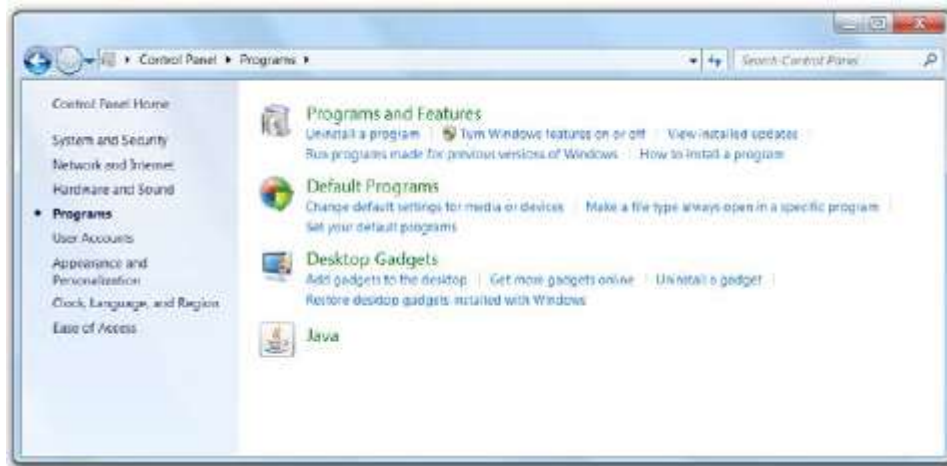 Control Panel ▸ Programs ▸
Search Control Panel
Control Panel Home
System and Security
Network and Internet
Hardware and Sound
Programs
User Accounts
Appearance and
Personalization
Clock, Language, and Region
Ease of Access
Programs and Features
Uninstall a program
Turn Windows features on or off
View installed updates
Run programs made for previous versions of Windows
How to install a program
Default Programs
Change default settings for media or devices
Make a file type always open in a specific program
Set your default programs
Desktop Gadgets
Add gadgets to the desktop
Get more gadgets online
Uninstall a gadget
Restore desktop gadgets installed with Windows
Java